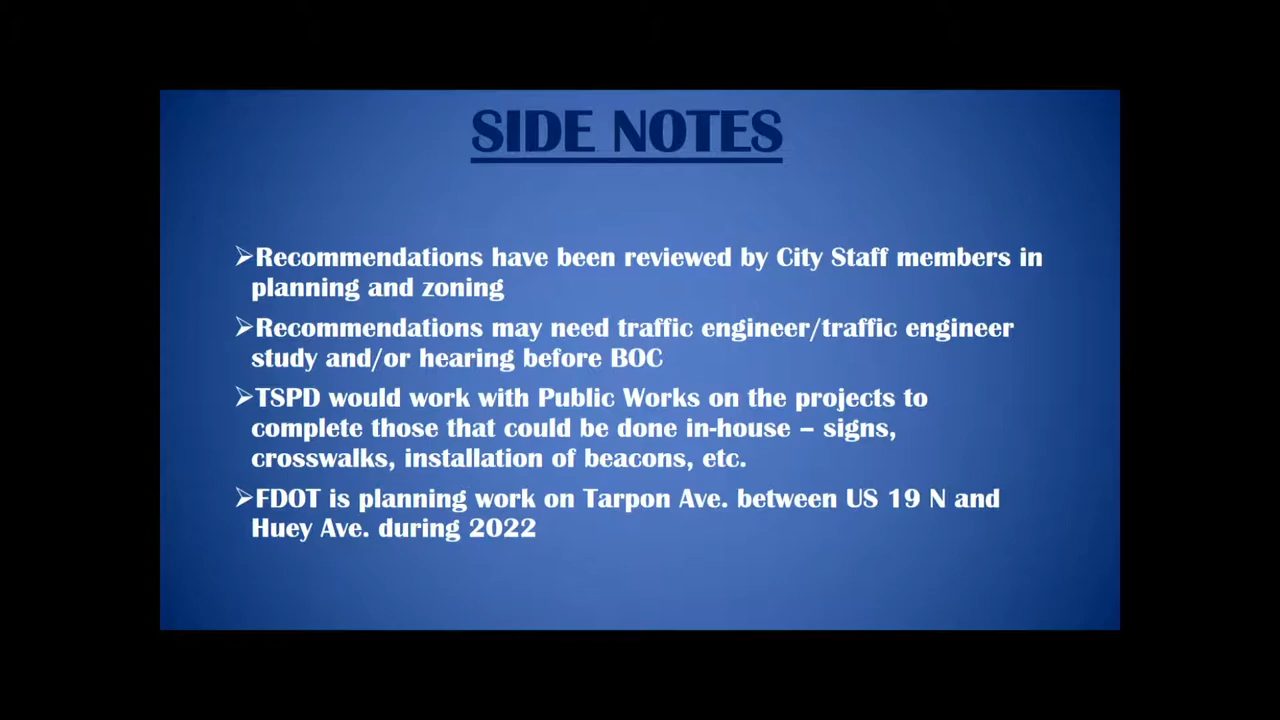 SIDE NOTES
➢Recommendations have been reviewed by City Staff members in
planning and zoning
➢Recommendations may need traffic engineer/traffic engineer
study and/or hearing before BOC
➢TSPD would work with Public Works on the projects to
complete those that could be done in-house – signs,
crosswalks, installation of beacons, etc.
➢FDOT is planning work on Tarpon Ave. between US 19 N and
Huey Ave. during 2022